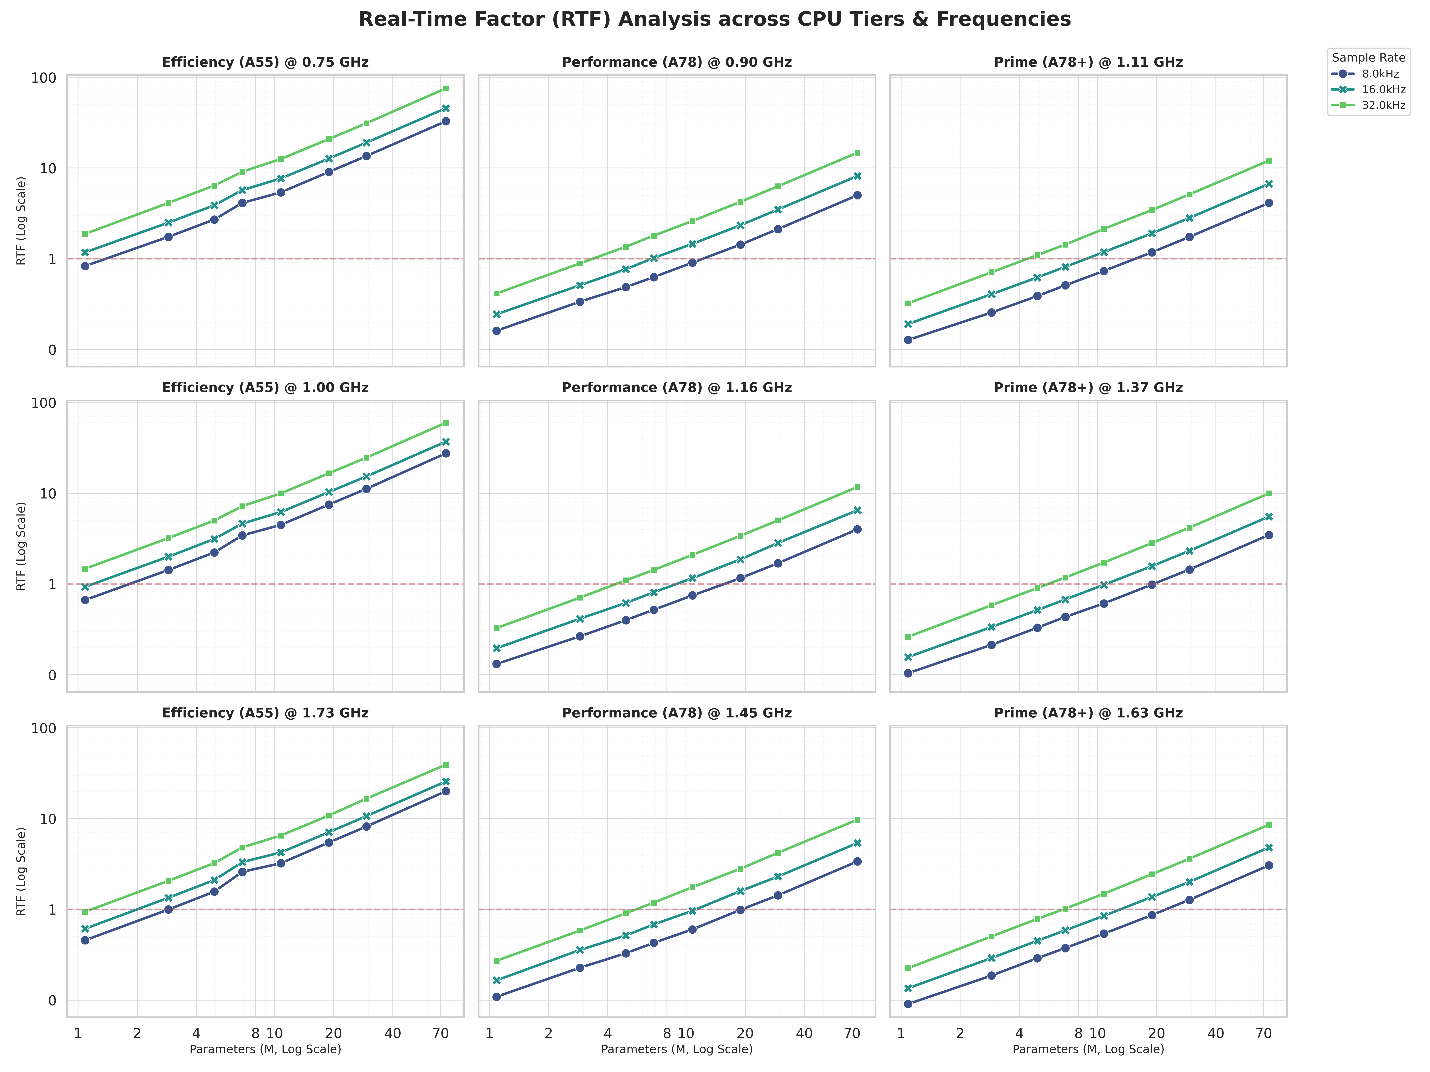 Real-Time Factor (RTF) Analysis across CPU Tiers & Frequencies
Efficiency (A55) @ 0.75 GHz
Performance (A78) @ 0.90 GHz
Prime (A78+) @ 1.11 GHz
Sample Rate
8.0kHz
16.0kHz
32.0kHz
100
10
1
0
RTF (Log Scale)
Efficiency (A55) @ 1.00 GHz
Performance (A78) @ 1.16 GHz
Prime (A78+) @ 1.37 GHz
100
10
1
0
RTF (Log Scale)
Efficiency (A55) @ 1.73 GHz
Performance (A78) @ 1.45 GHz
Prime (A78+) @ 1.63 GHz
100
10
1
0
RTF (Log Scale)
1 2 4 8 10 20 40 70
1 2 4 8 10 20 40 70
1 2 4 8 10 20 40 70
Parameters (M, Log Scale)
Parameters (M, Log Scale)
Parameters (M, Log Scale)